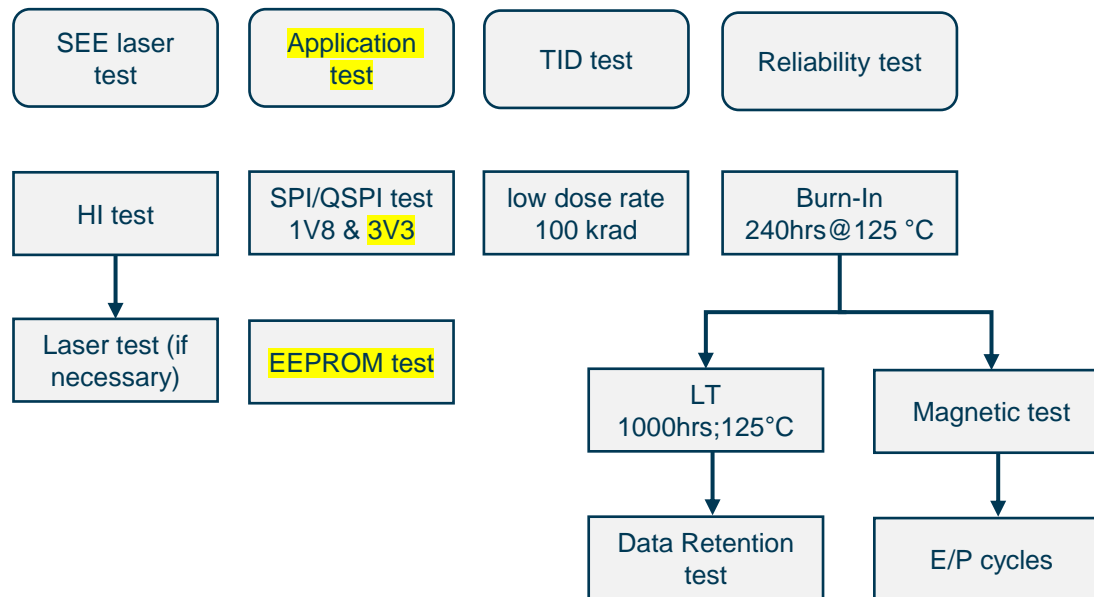 SEE laser
test
Application
test
TID test
Reliability test
HI test
SPI/QSPI test
1V8 & 3V3
low dose rate
100 krad
Burn-In
240hrs@125 °C
Laser test (if
necessary)
EEPROM test
LT
1000hrs;125°C
Magnetic test
Data Retention
test
E/P cycles